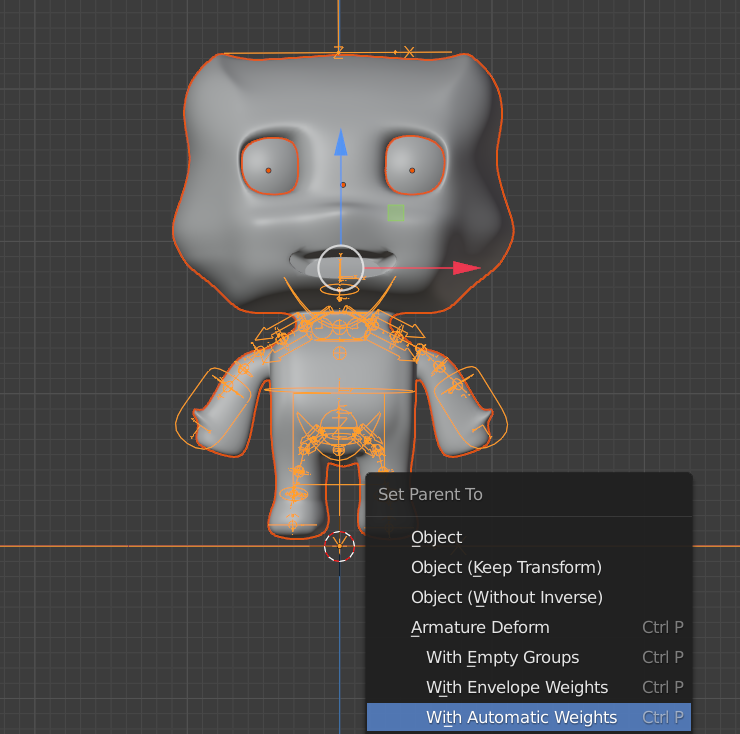 Z
X
Set Parent To
Object
Object (Keep Transform)
Object (Without Inverse)
Armature Deform Ctrl P
With Empty Groups Ctrl P
With Envelope Weights Ctrl P
With Automatic Weights Ctrl P